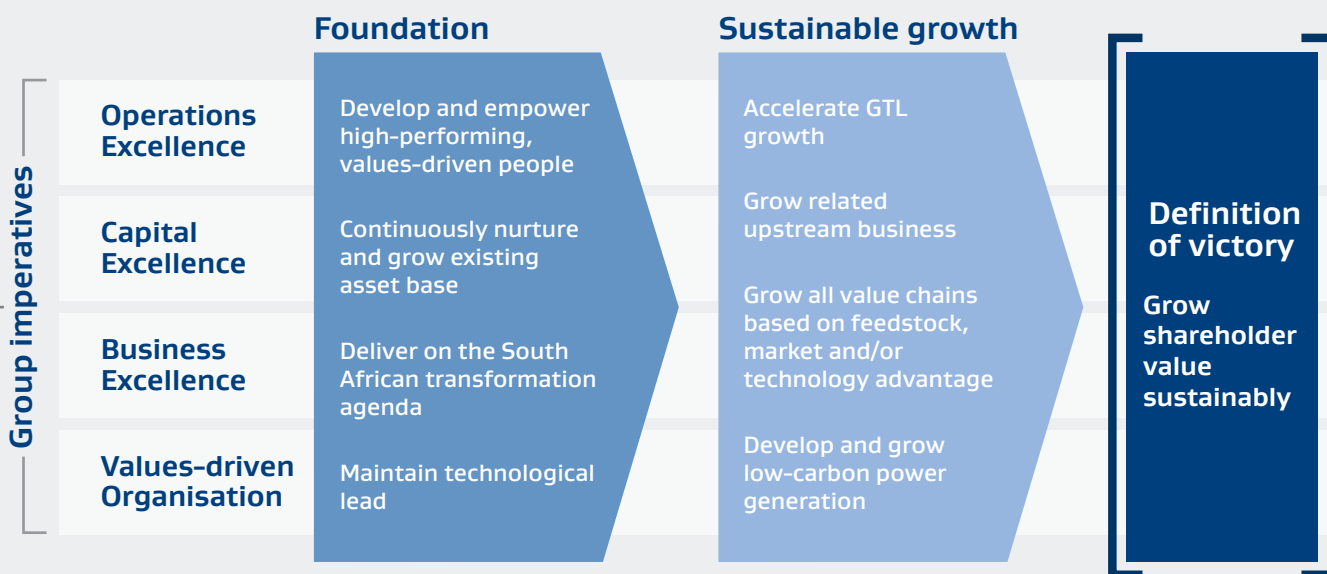 Foundation
Sustainable growth
Group imperatives
Operations
Excellence
Capital
Excellence
Business
Excellence
Values-driven
Organisation
Develop and empower
high-performing,
values-driven people
Continuously nurture
and grow existing
asset base
Deliver on the South
African transformation
agenda
Maintain technological
lead
Accelerate GTL
growth
Grow related
upstream business
Grow all value chains
based on feedstock,
market and/or
technology advantage
Develop and grow
low-carbon power
generation
Definition
of victory
Grow
shareholder
value
sustainably